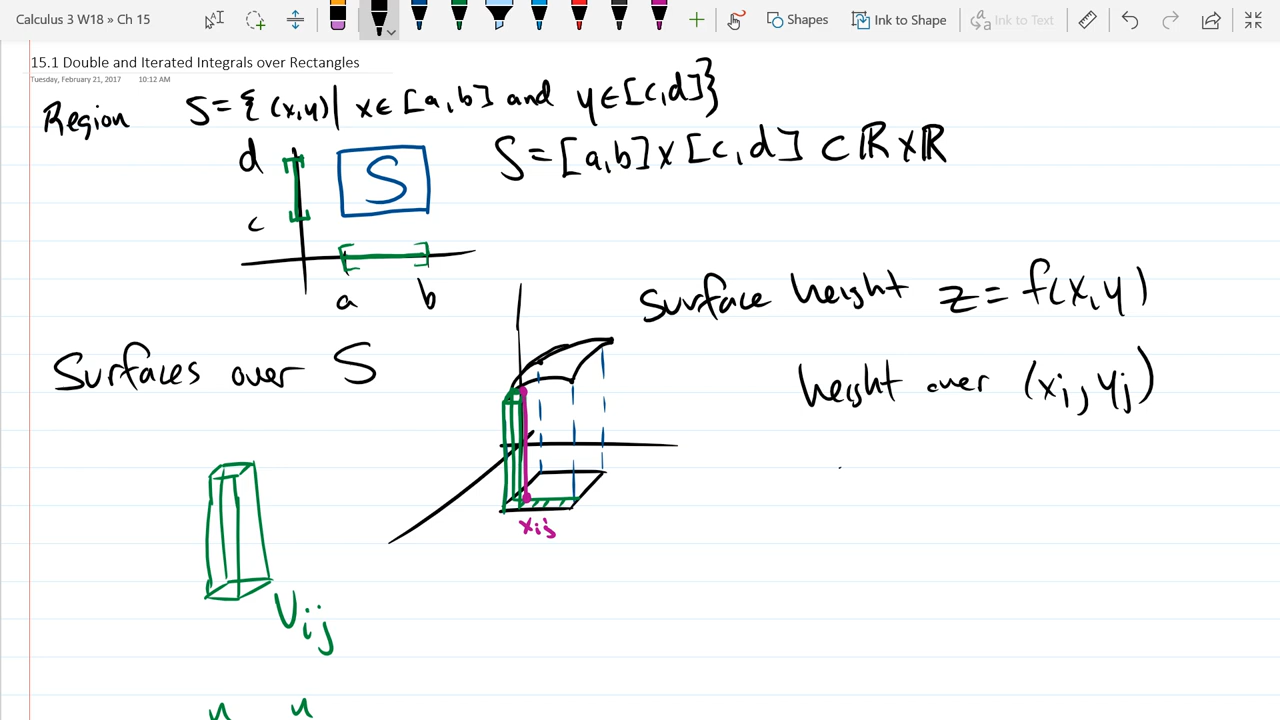 Calculus 3 W18 » Ch 15
Shapes
Ink to Shape
Ink to Text
15.1 Double and Iterated Integrals over Rectangles
Tuesday, February 21, 2017 10:12 AM
Region S = {(x,y) | x ∈ [a,b] and y ∈ [c,d]}
S = [a,b] x [c,d] ⊂ ℝ x ℝ
d
S
c
a b
Surface height z = f(x,y)
Surfaces over S
height over (xi, yj)
xij
Vij
n n